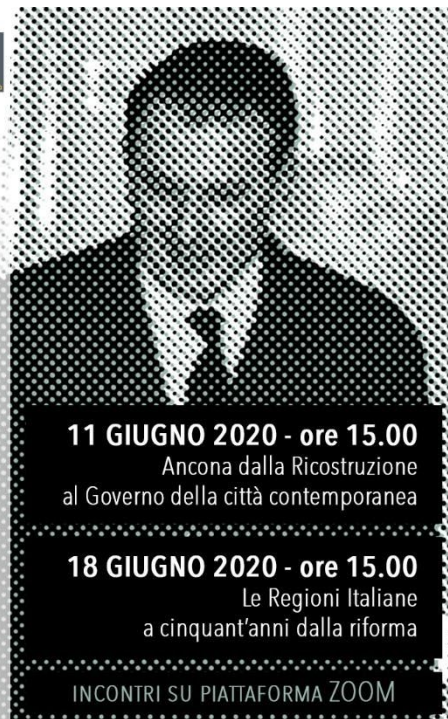 11 GIUGNO 2020 - ore 15.00
Ancona dalla Ricostruzione
al Governo della città contemporanea
18 GIUGNO 2020 - ore 15.00
Le Regioni Italiane
a cinquant'anni dalla riforma
INCONTRI SU PIATTAFORMA ZOOM